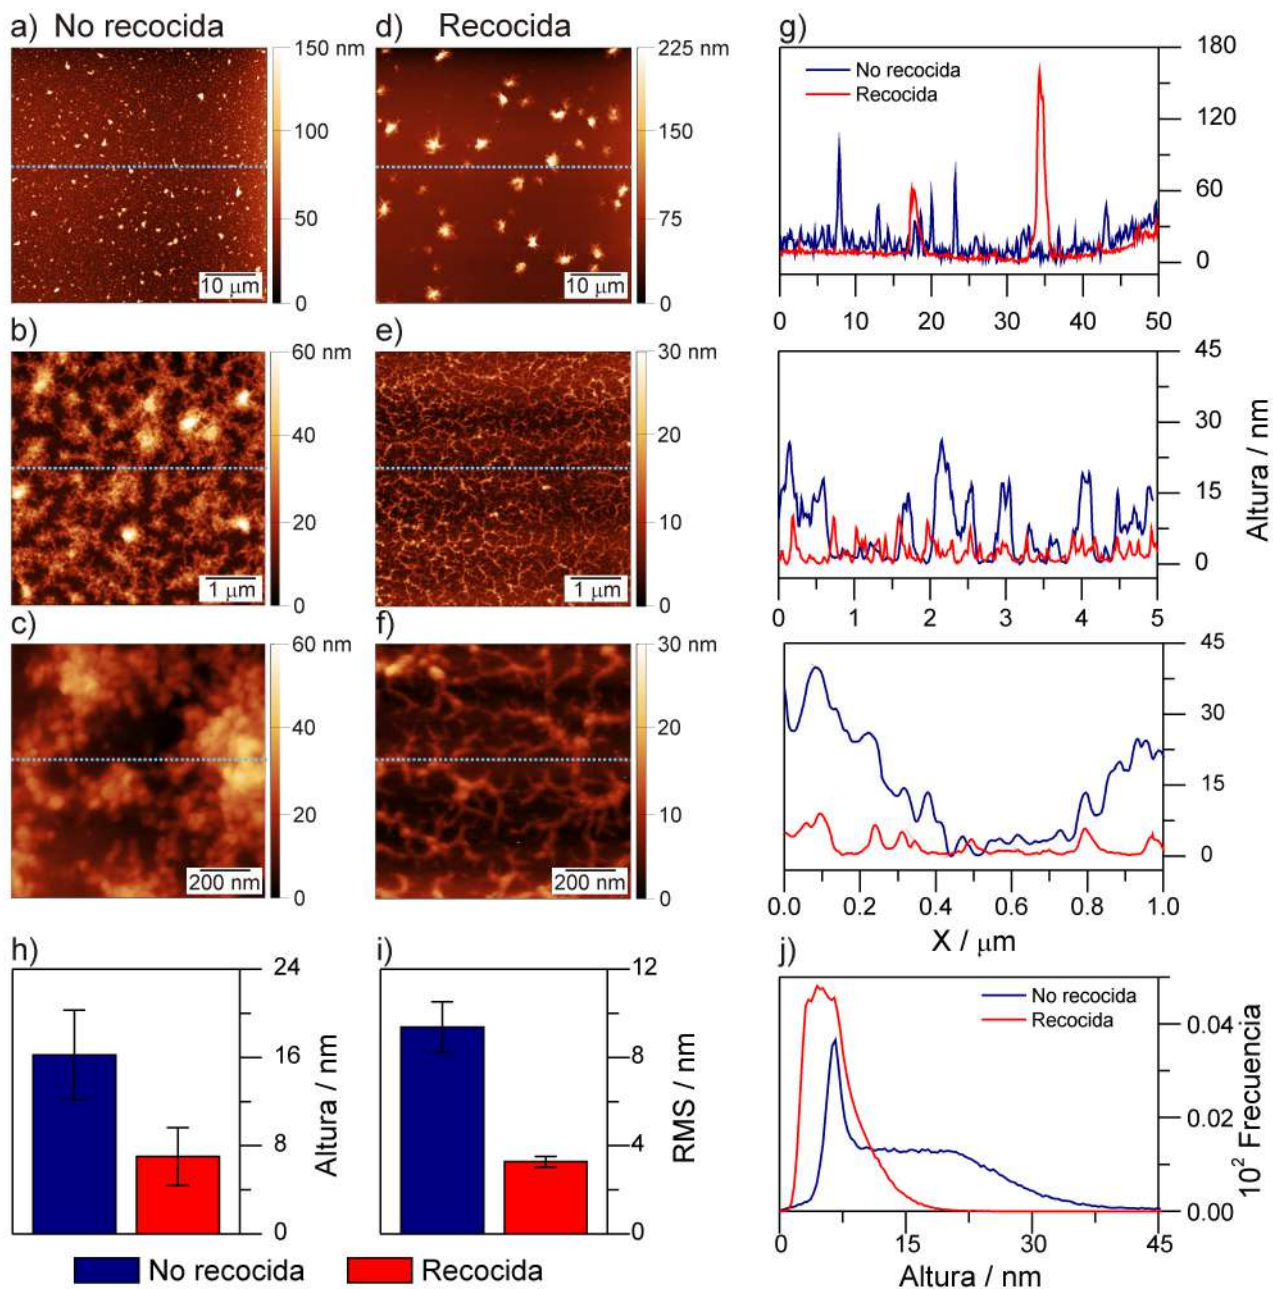 a) No recocida
150 nm
100
50
0
10 μm
d) Recocida
225 nm
150
75
0
10 μm
g)
No recocida
Recocida
180
120
60
0
0 10 20 30 40 50
b)
60 nm
40
20
0
1 μm
e)
30 nm
20
10
0
1 μm
45
30
15
0
0 1 2 3 4 5
Altura / nm
c)
60 nm
40
20
0
200 nm
f)
30 nm
20
10
0
200 nm
45
30
15
0
0.0 0.2 0.4 0.6 0.8 1.0
X / μm
h)
24
16
8
0
Altura / nm
i)
12
8
4
0
RMS / nm
No recocida Recocida
j)
No recocida
Recocida
0.04
0.02
0.00
10² Frecuencia
0 15 30 45
Altura / nm